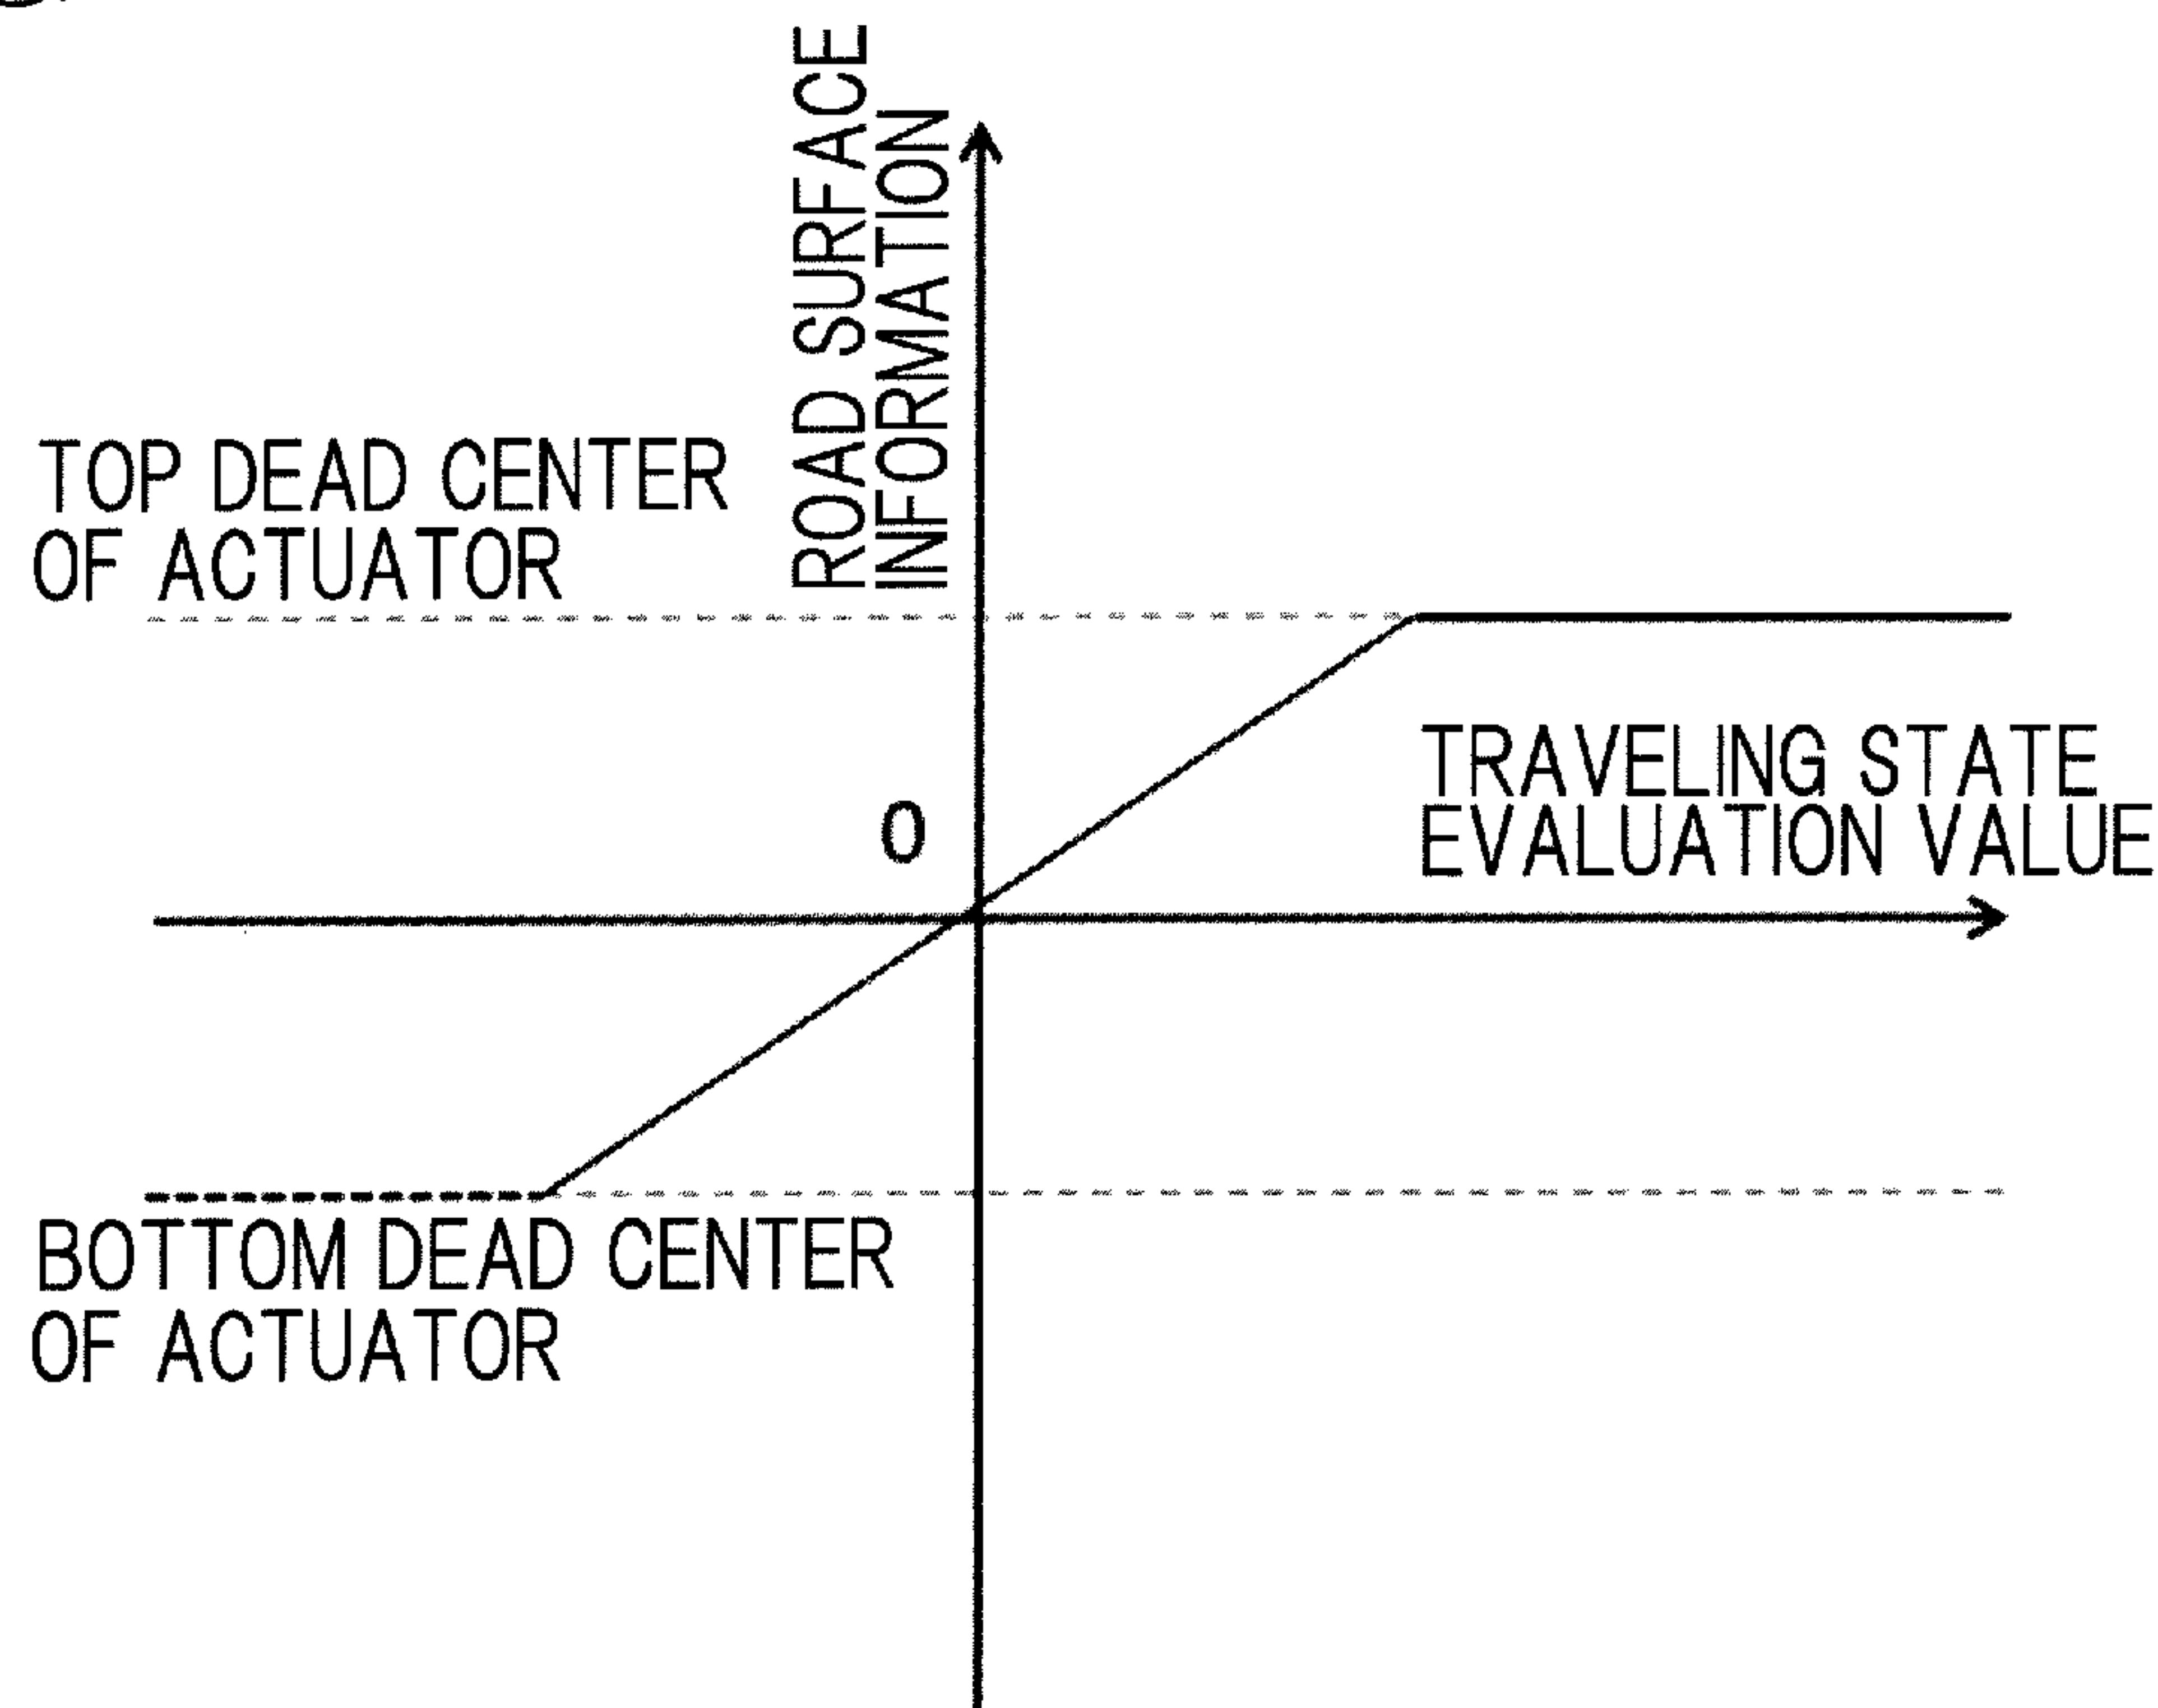 ROAD SURFACE
INFORMATION
TOP DEAD CENTER
OF ACTUATOR
TRAVELING STATE
EVALUATION VALUE
0
BOTTOM DEAD CENTER
OF ACTUATOR